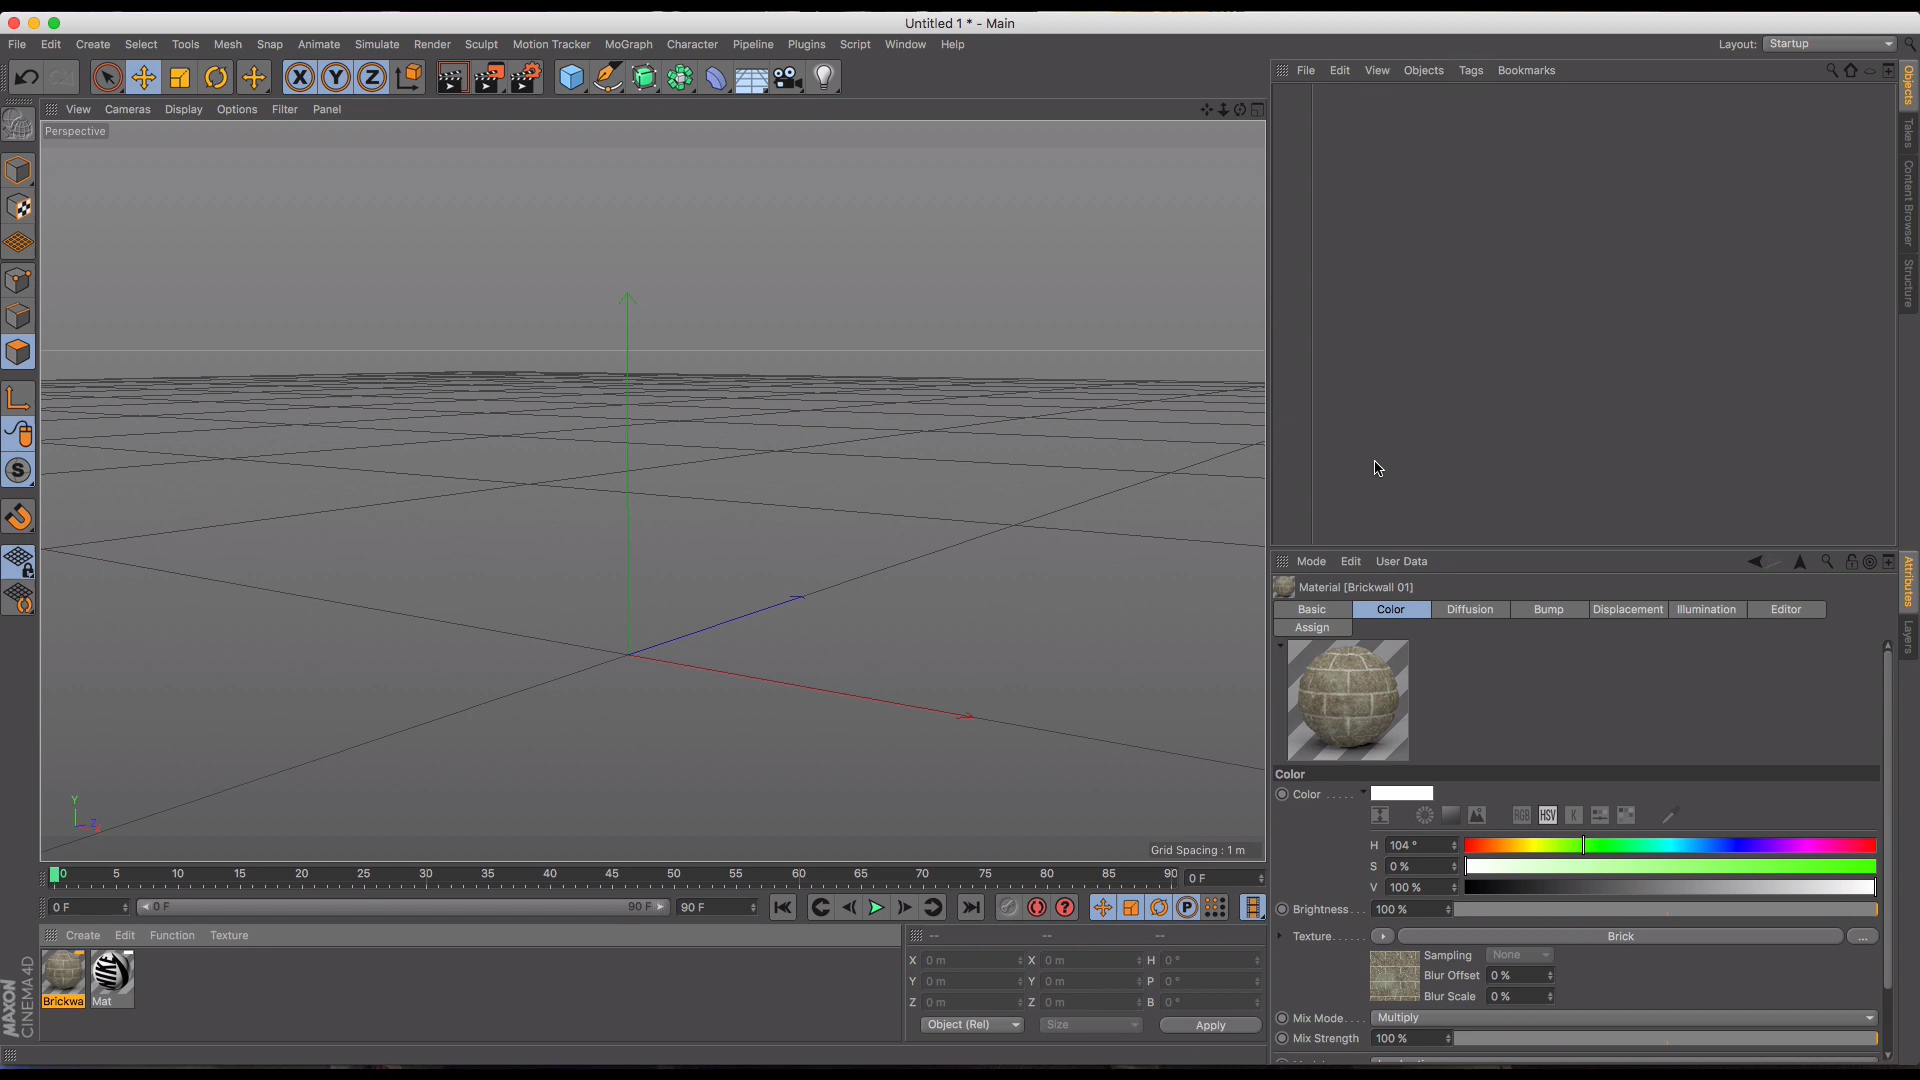 Untitled 1 * - Main
File Edit Create Select Tools Mesh Snap Animate Simulate Render Sculpt Motion Tracker MoGraph Character Pipeline Plugins Script Window Help Layout: Startup
X Y Z
File Edit View Objects Tags Bookmarks
View Cameras Display Options Filter Panel
Perspective
Objects
Takes
Content Browser
Structure
S
Y
Z
X
Grid Spacing : 1 m
0 5 10 15 20 25 30 35 40 45 50 55 60 65 70 75 80 85 90 0 F
0 F 0 F 90 F 90 F
P
Create Edit Function Texture
Brickwa Mat
MAXON
CINEMA 4D
-- -- --
X 0 m X 0 m H 0 °
Y 0 m Y 0 m P 0 °
Z 0 m Z 0 m B 0 °
Object (Rel) Size Apply
Mode Edit User Data
Attributes
Layers
Material [Brickwall 01]
Basic Color Diffusion Bump Displacement Illumination Editor
Assign
Color
Color
RGB HSV K
H 104 °
S 0 %
V 100 %
Brightness 100 %
Texture Brick ...
Sampling None
Blur Offset 0 %
Blur Scale 0 %
Mix Mode Multiply
Mix Strength 100 %